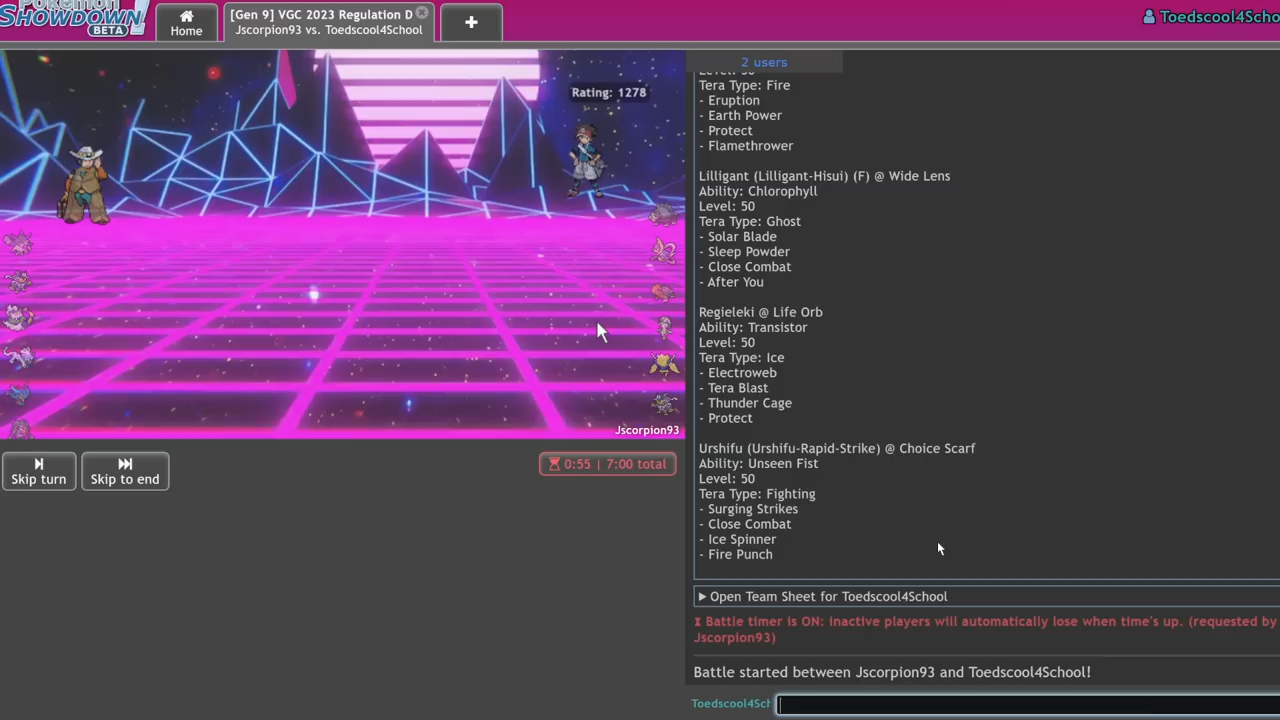 Pokémon
SHOWDOWN!
BETA
Home
[Gen 9] VGC 2023 Regulation D
Jscorpion93 vs. Toedscool4School
+
Toedscool4Scho
2 users
Rating: 1278
Tera Type: Fire
- Eruption
- Earth Power
- Protect
- Flamethrower
Lilligant (Lilligant-Hisui) (F) @ Wide Lens
Ability: Chlorophyll
Level: 50
Tera Type: Ghost
- Solar Blade
- Sleep Powder
- Close Combat
- After You
Regieleki @ Life Orb
Ability: Transistor
Level: 50
Tera Type: Ice
- Electroweb
- Tera Blast
- Thunder Cage
- Protect
Urshifu (Urshifu-Rapid-Strike) @ Choice Scarf
Ability: Unseen Fist
Level: 50
Tera Type: Fighting
- Surging Strikes
- Close Combat
- Ice Spinner
- Fire Punch
Jscorpion93
Skip turn
Skip to end
0:55 | 7:00 total
▶ Open Team Sheet for Toedscool4School
Battle timer is ON: inactive players will automatically lose when time's up. (requested by
Jscorpion93)
Battle started between Jscorpion93 and Toedscool4School!
Toedscool4Sch